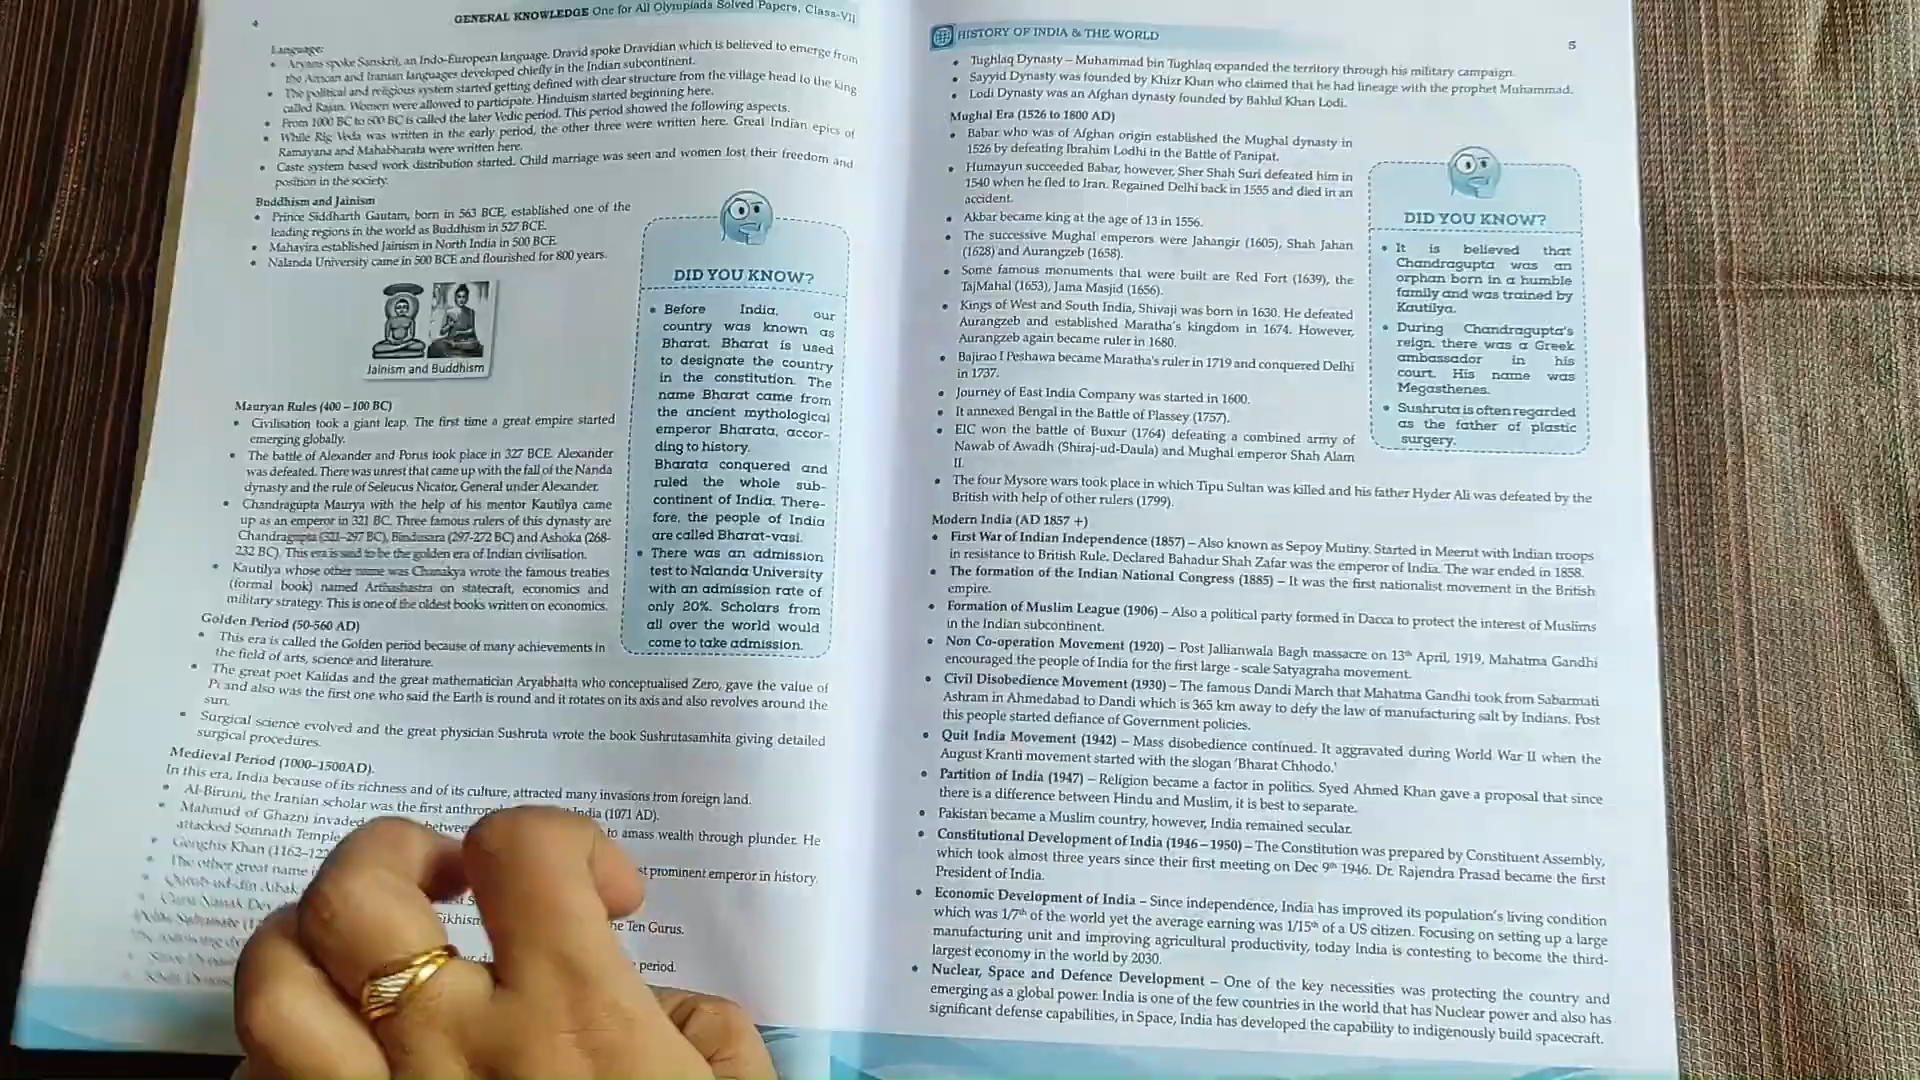 4
GENERAL KNOWLEDGE One for All Olympiads Solved Papers, Class-VII
Language:
• Aryans spoke Sanskrit, an Indo-European language. Dravid spoke Dravidian which is believed to emerge from
the African and Iranian languages developed chiefly in the Indian subcontinent.
• The political and religious system started getting defined with clear structure from the village head to the king
called Rajan. Women were allowed to participate. Hinduism started beginning here.
• From 1000 BC to 600 BC is called the later Vedic period. This period showed the following aspects.
• While Rig Veda was written in the early period, the other three were written here. Great Indian epics of
Ramayana and Mahabharata were written here.
• Caste system based work distribution started. Child marriage was seen and women lost their freedom and
position in the society.
Buddhism and Jainism
• Prince Siddharth Gautam, born in 563 BCE, established one of the
leading regions in the world as Buddhism in 527 BCE.
• Mahavira established Jainism in North India in 500 BCE.
• Nalanda University came in 500 BCE and flourished for 800 years.
Jainism and Buddhism
Mauryan Rules (400 – 100 BC)
• Civilisation took a giant leap. The first time a great empire started
emerging globally.
• The battle of Alexander and Porus took place in 327 BCE. Alexander
was defeated. There was unrest that came up with the fall of the Nanda
dynasty and the rule of Seleucus Nicator, General under Alexander.
• Chandragupta Maurya with the help of his mentor Kautilya came
up as an emperor in 321 BC. Three famous rulers of this dynasty are
Chandragupta (321–297 BC), Bindusara (297-272 BC) and Ashoka (268-
232 BC). This era is said to be the golden era of Indian civilisation.
• Kautilya whose other name was Chanakya wrote the famous treaties
(formal book) named Arthashastra on statecraft, economics and
military strategy. This is one of the oldest books written on economics.
DID YOU KNOW?
• Before India, our
country was known as
Bharat. Bharat is used
to designate the country
in the constitution. The
name Bharat came from
the ancient mythological
emperor Bharata, accor-
ding to history.
Bharata conquered and
ruled the whole sub-
continent of India. There-
fore, the people of India
are called Bharat-vasi.
• There was an admission
test to Nalanda University
with an admission rate of
only 20%. Scholars from
all over the world would
come to take admission.
Golden Period (50-560 AD)
• This era is called the Golden period because of many achievements in
the field of arts, science and literature.
• The great poet Kalidas and the great mathematician Aryabhatta who conceptualised Zero, gave the value of
Pi and also was the first one who said the Earth is round and it rotates on its axis and also revolves around the
sun.
• Surgical science evolved and the great physician Sushruta wrote the book Sushrutasamhita giving detailed
surgical procedures.
Medieval Period (1000–1500AD).
In this era, India because of its richness and of its culture, attracted many invasions from foreign land.
• Al-Biruni, the Iranian scholar was the first India (1071 AD).
• Mahmud of Ghazni invaded between to amass wealth through plunder. He
attacked Somnath Temple
• Genghis Khan (1162–
• The other great name st prominent emperor in history.
• Qutub-ud-din Aibak
• Guru Nanak Dev Sikhism he Ten Gurus.
period.
HISTORY OF INDIA & THE WORLD
5
• Tughlaq Dynasty – Muhammad bin Tughlaq expanded the territory through his military campaign.
• Sayyid Dynasty was founded by Khizr Khan who claimed that he had lineage with the prophet Muhammad.
• Lodi Dynasty was an Afghan dynasty founded by Bahlul Khan Lodi.
Mughal Era (1526 to 1800 AD)
• Babar who was of Afghan origin established the Mughal dynasty in
1526 by defeating Ibrahim Lodhi in the Battle of Panipat.
• Humayun succeeded Babar, however, Sher Shah Suri defeated him in
1540 when he fled to Iran. Regained Delhi back in 1555 and died in an
accident.
• Akbar became king at the age of 13 in 1556.
• The successive Mughal emperors were Jahangir (1605), Shah Jahan
(1628) and Aurangzeb (1658).
• Some famous monuments that were built are Red Fort (1639), the
TajMahal (1653), Jama Masjid (1656).
• Kings of West and South India, Shivaji was born in 1630. He defeated
Aurangzeb and established Maratha's kingdom in 1674. However,
Aurangzeb again became ruler in 1680.
• Bajirao I Peshawa became Maratha's ruler in 1719 and conquered Delhi
in 1737.
• Journey of East India Company was started in 1600.
• It annexed Bengal in the Battle of Plassey (1757).
• EIC won the battle of Buxur (1764) defeating a combined army of
Nawab of Awadh (Shiraj-ud-Daula) and Mughal emperor Shah Alam
II.
• The four Mysore wars took place in which Tipu Sultan was killed and his father Hyder Ali was defeated by the
British with help of other rulers (1799).
DID YOU KNOW?
• It is believed that
Chandragupta was an
orphan born in a humble
family and was trained by
Kautilya.
• During Chandragupta's
reign, there was a Greek
ambassador in his
court. His name was
Megasthenes.
• Sushruta is often regarded
as the father of plastic
surgery.
Modern India (AD 1857 +)
• First War of Indian Independence (1857) – Also known as Sepoy Mutiny. Started in Meerut with Indian troops
in resistance to British Rule. Declared Bahadur Shah Zafar was the emperor of India. The war ended in 1858.
• The formation of the Indian National Congress (1885) – It was the first nationalist movement in the British
empire.
• Formation of Muslim League (1906) – Also a political party formed in Dacca to protect the interest of Muslims
in the Indian subcontinent.
• Non Co-operation Movement (1920) – Post Jallianwala Bagh massacre on 13th April, 1919, Mahatma Gandhi
encouraged the people of India for the first large - scale Satyagraha movement.
• Civil Disobedience Movement (1930) – The famous Dandi March that Mahatma Gandhi took from Sabarmati
Ashram in Ahmedabad to Dandi which is 365 km away to defy the law of manufacturing salt by Indians. Post
this people started defiance of Government policies.
• Quit India Movement (1942) – Mass disobedience continued. It aggravated during World War II when the
August Kranti movement started with the slogan 'Bharat Chhodo.'
• Partition of India (1947) – Religion became a factor in politics. Syed Ahmed Khan gave a proposal that since
there is a difference between Hindu and Muslim, it is best to separate.
• Pakistan became a Muslim country, however, India remained secular.
• Constitutional Development of India (1946 – 1950) – The Constitution was prepared by Constituent Assembly,
which took almost three years since their first meeting on Dec 9th 1946. Dr. Rajendra Prasad became the first
President of India.
• Economic Development of India – Since independence, India has improved its population's living condition
which was 1/7th of the world yet the average earning was 1/15th of a US citizen. Focusing on setting up a large
manufacturing unit and improving agricultural productivity, today India is contesting to become the third-
largest economy in the world by 2030.
• Nuclear, Space and Defence Development – One of the key necessities was protecting the country and
emerging as a global power. India is one of the few countries in the world that has Nuclear power and also has
significant defense capabilities, in Space, India has developed the capability to indigenously build spacecraft.